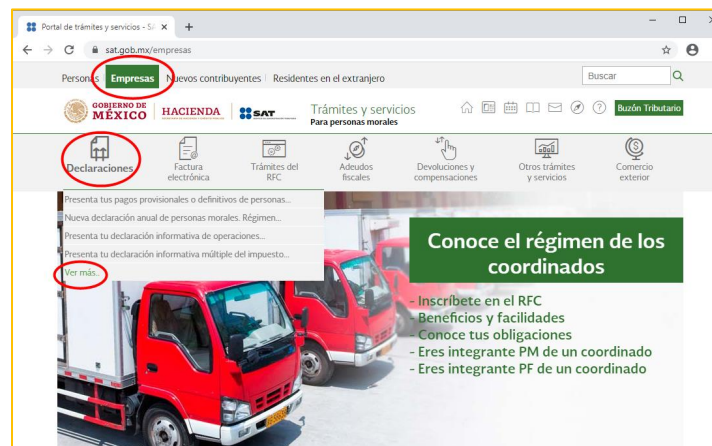 Portal de trámites y servicios - SA
sat.gob.mx/empresas
Personas Empresas Nuevos contribuyentes Residentes en el extranjero Buscar
GOBIERNO DE MÉXICO HACIENDA SAT Trámites y servicios Buzón Tributario
Para personas morales
Declaraciones
Factura electrónica
Trámites del RFC
Adeudos fiscales
Devoluciones y compensaciones
Otros trámites y servicios
Comercio exterior
Presenta tus pagos provisionales o definitivos de personas...
Nueva declaración anual de personas morales. Régimen...
Presenta tu declaración informativa de operaciones...
Presenta tu declaración informativa múltiple del impuesto...
Ver más..
Conoce el régimen de los
coordinados
- Inscríbete en el RFC
- Beneficios y facilidades
- Conoce tus obligaciones
- Eres integrante PM de un coordinado
- Eres integrante PF de un coordinado